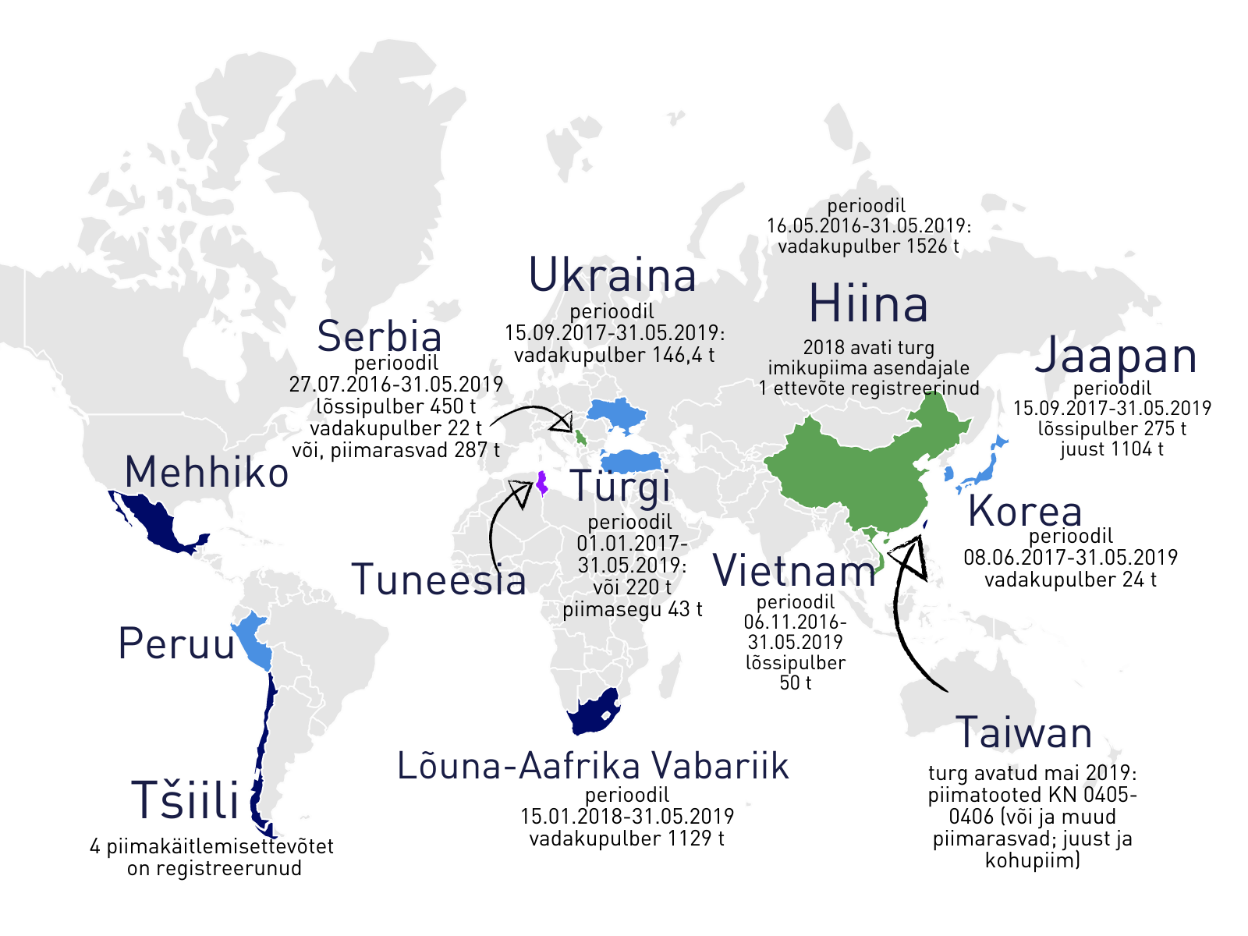 perioodil
16.05.2016-31.05.2019:
vadakupulber 1526 t
Hiina
2018 avati turg
imikupiima asendajale
1 ettevõte registreerinud
Ukraina
perioodil
15.09.2017-31.05.2019:
vadakupulber 146,4 t
Serbia
perioodil
27.07.2016-31.05.2019
lõssipulber 450 t
vadakupulber 22 t
või, piimarasvad 287 t
Jaapan
perioodil
15.09.2017-31.05.2019
lõssipulber 275 t
juust 1104 t
Mehhiko
Türgi
perioodil
01.01.2017-
31.05.2019:
või 220 t
piimasegu 43 t
Korea
perioodil
08.06.2017-31.05.2019
vadakupulber 24 t
Tuneesia
Vietnam
perioodil
06.11.2016-
31.05.2019
lõssipulber
50 t
Peruu
Taiwan
turg avatud mai 2019:
piimatooted KN 0405-
0406 (või ja muud
piimarasvad; juust ja
kohupiim)
Lõuna-Aafrika Vabariik
perioodil
15.01.2018-31.05.2019
vadakupulber 1129 t
Tšiili
4 piimakäitlemisettevõtet
on registreerunud